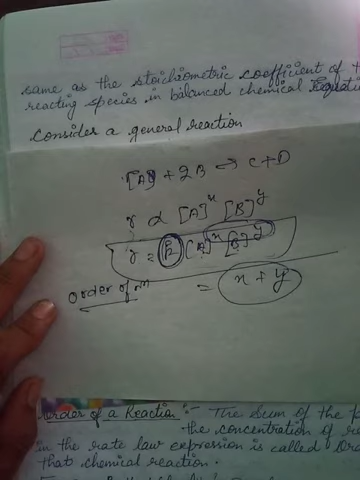 same as the stoichiometric coefficient of
reacting species in balanced chemical
Consider a general reaction
[A] + 2B → C + D
r ∝ [A]^x [B]^y
r = k [A]^x [B]^y
order of rxn = x + y
Order of a Reaction :- The Sum of the
the concentration of
in the rate law expression is called
that chemical reaction.